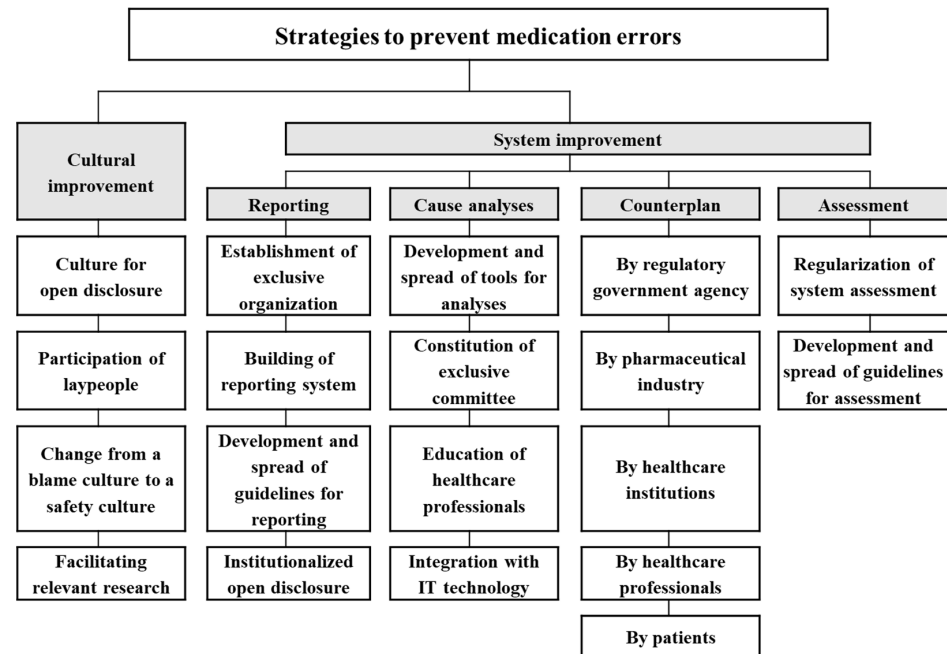 Strategies to prevent medication errors
Cultural
improvement
System improvement
Reporting
Cause analyses
Counterplan
Assessment
Culture for
open disclosure
Participation of
laypeople
Change from a
blame culture to a
safety culture
Facilitating
relevant research
Establishment of
exclusive
organization
Building of
reporting system
Development and
spread of
guidelines for
reporting
Institutionalized
open disclosure
Development and
spread of tools for
analyses
Constitution of
exclusive
committee
Education of
healthcare
professionals
Integration with
IT technology
By regulatory
government agency
By pharmaceutical
industry
By healthcare
institutions
By healthcare
professionals
By patients
Regularization of
system assessment
Development and
spread of guidelines
for assessment